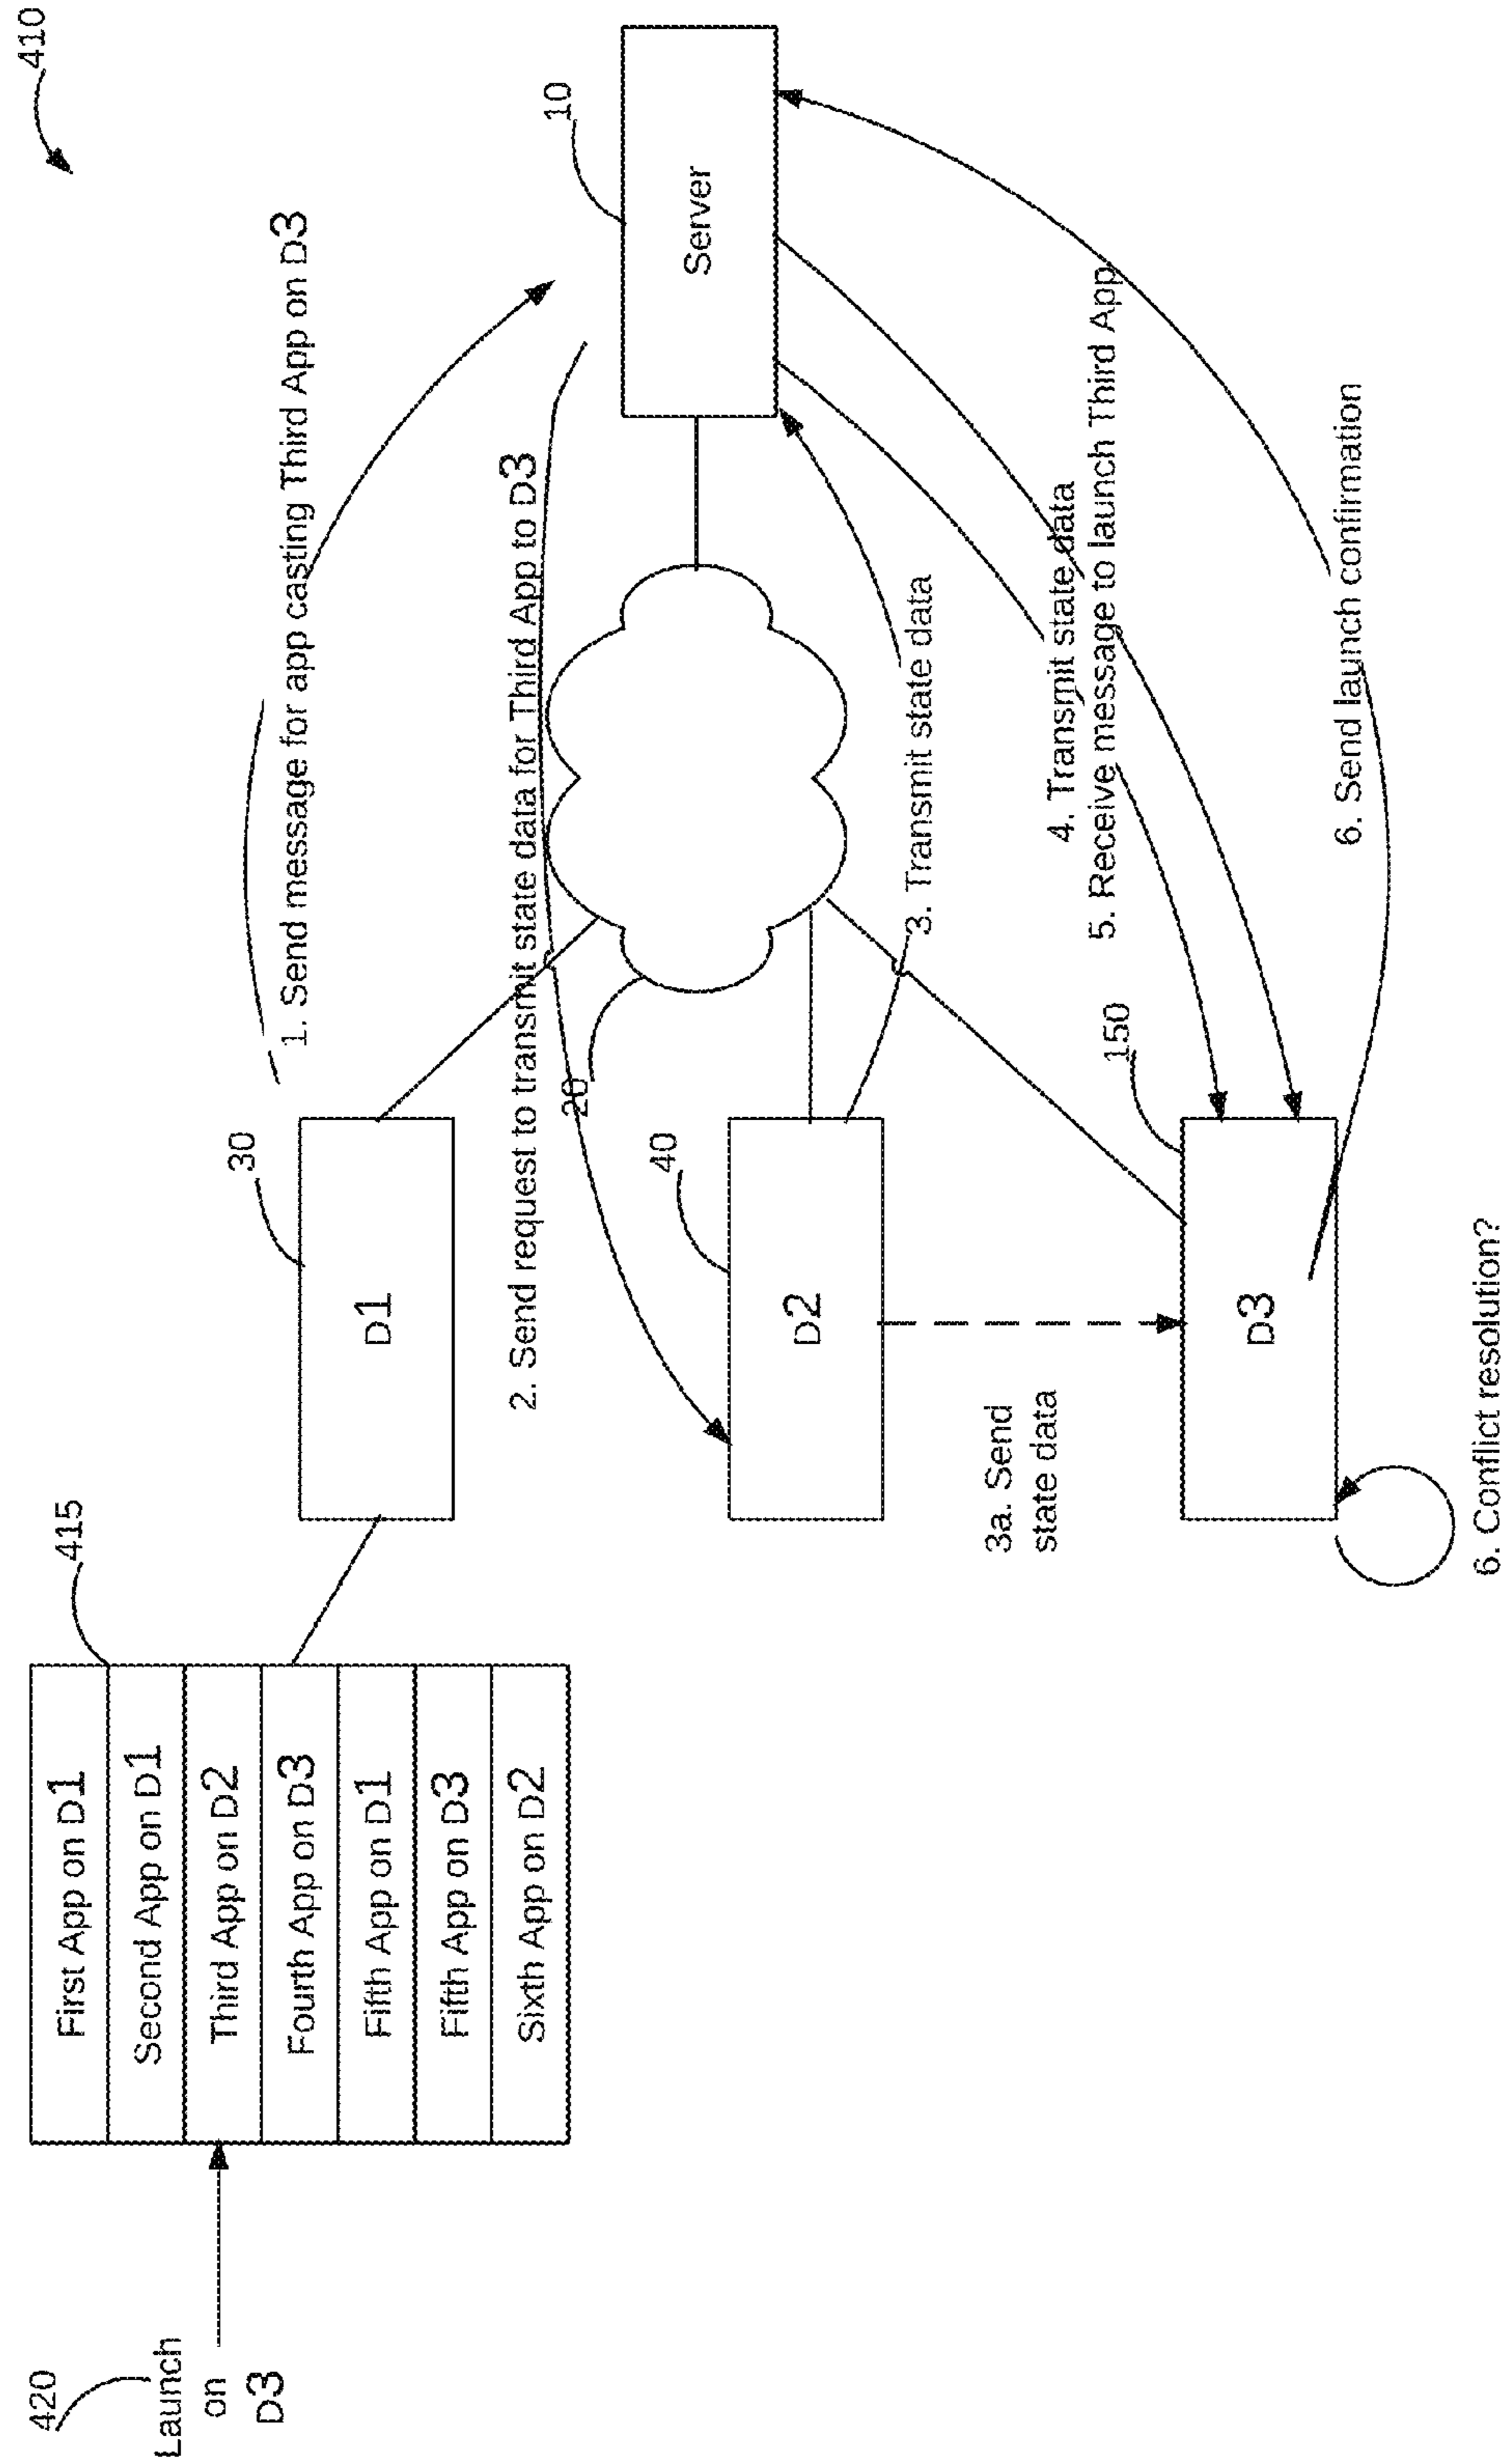 410
420
Launch
on
D3
First App on D1
Second App on D1
Third App on D2
Fourth App on D3
Fifth App on D1
Fifth App on D3
Sixth App on D2
415
1. Send message for app casting Third App on D3
30
D1
10
Server
2. Send request to transmit state data for Third App to D3
20
40
D2
3. Transmit state data
3a. Send
state data
4. Transmit state data
5. Receive message to launch Third App
150
D3
6. Send launch confirmation
6. Conflict resolution?